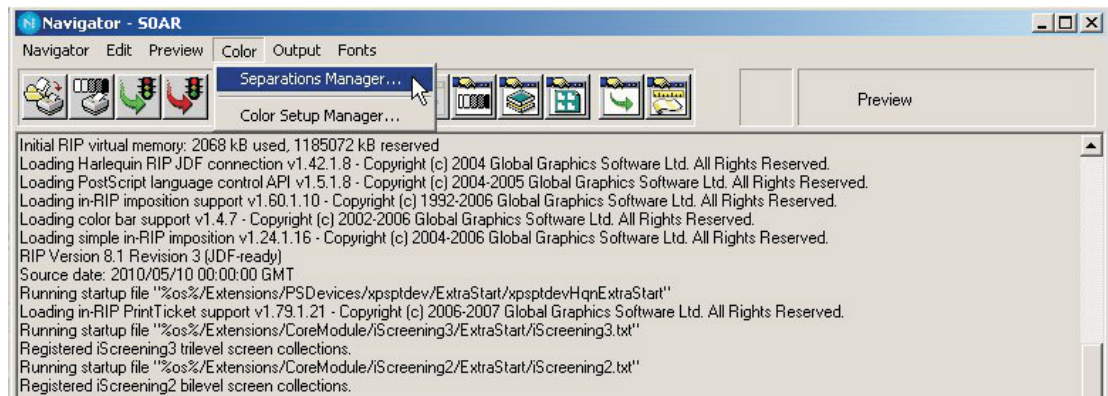 Navigator - SOAR
Navigator Edit Preview Color Output Fonts
Separations Manager...
Color Setup Manager...
Preview
Initial RIP virtual memory: 2068 kB used, 1185072 kB reserved
Loading Harlequin RIP JDF connection v1.42.1.8 - Copyright (c) 2004 Global Graphics Software Ltd. All Rights Reserved.
Loading PostScript language control API v1.5.1.8 - Copyright (c) 2004-2005 Global Graphics Software Ltd. All Rights Reserved.
Loading in-RIP imposition support v1.60.1.10 - Copyright (c) 1992-2006 Global Graphics Software Ltd. All Rights Reserved.
Loading color bar support v1.4.7 - Copyright (c) 2002-2006 Global Graphics Software Ltd. All Rights Reserved.
Loading simple in-RIP imposition v1.24.1.16 - Copyright (c) 2004-2006 Global Graphics Software Ltd. All Rights Reserved.
RIP Version 8.1 Revision 3 (JDF-ready)
Source date: 2010/05/10 00:00:00 GMT
Running startup file "%os%/Extensions/PSDevices/xpsptdev/ExtraStart/xpsptdevHqnExtraStart"
Loading in-RIP PrintTicket support v1.79.1.21 - Copyright (c) 2006-2007 Global Graphics Software Ltd. All Rights Reserved.
Running startup file "%os%/Extensions/CoreModule/iScreening3/ExtraStart/iScreening3.txt"
Registered iScreening3 trilevel screen collections.
Running startup file "%os%/Extensions/CoreModule/iScreening2/ExtraStart/iScreening2.txt"
Registered iScreening2 bilevel screen collections.